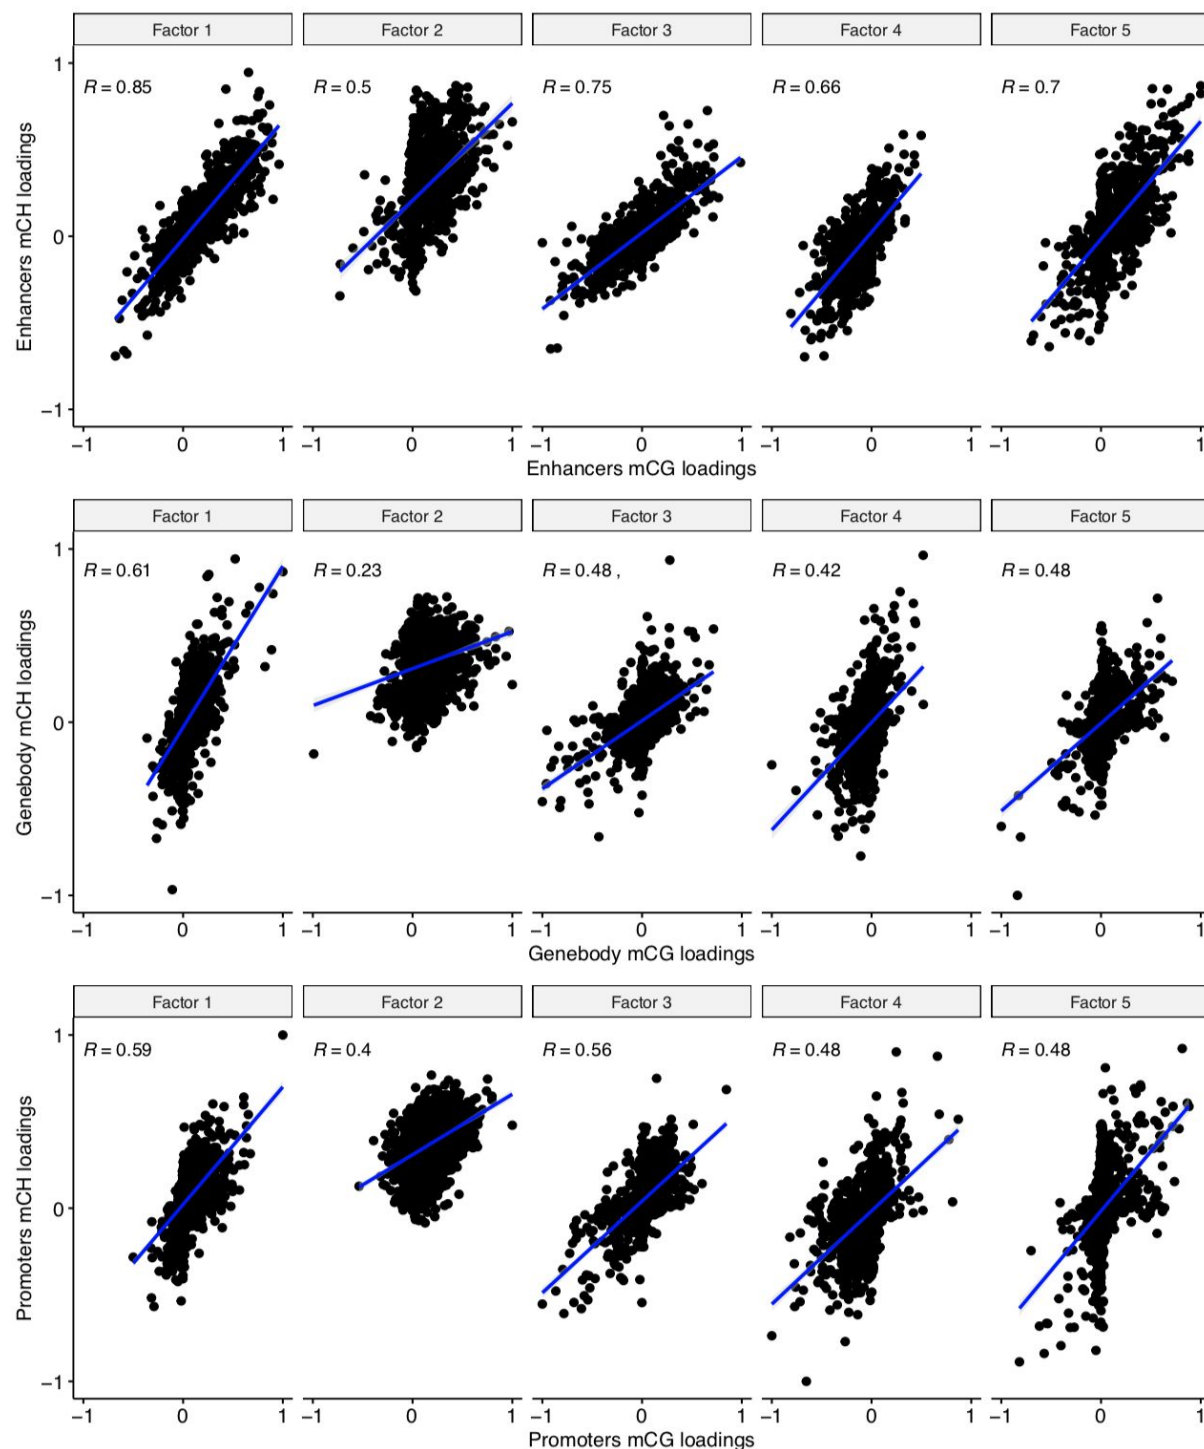 Factor 1 Factor 2 Factor 3 Factor 4 Factor 5
R = 0.85 R = 0.5 R = 0.75 R = 0.66 R = 0.7
1
0
−1
Enhancers mCH loadings
−1 0 1 −1 0 1 −1 0 1 −1 0 1 −1 0 1
Enhancers mCG loadings
Factor 1 Factor 2 Factor 3 Factor 4 Factor 5
R = 0.61 R = 0.23 R = 0.48 , R = 0.42 R = 0.48
1
0
−1
Genebody mCH loadings
−1 0 1 −1 0 1 −1 0 1 −1 0 1 −1 0 1
Genebody mCG loadings
Factor 1 Factor 2 Factor 3 Factor 4 Factor 5
R = 0.59 R = 0.4 R = 0.56 R = 0.48 R = 0.48
1
0
−1
Promoters mCH loadings
−1 0 1 −1 0 1 −1 0 1 −1 0 1 −1 0 1
Promoters mCG loadings